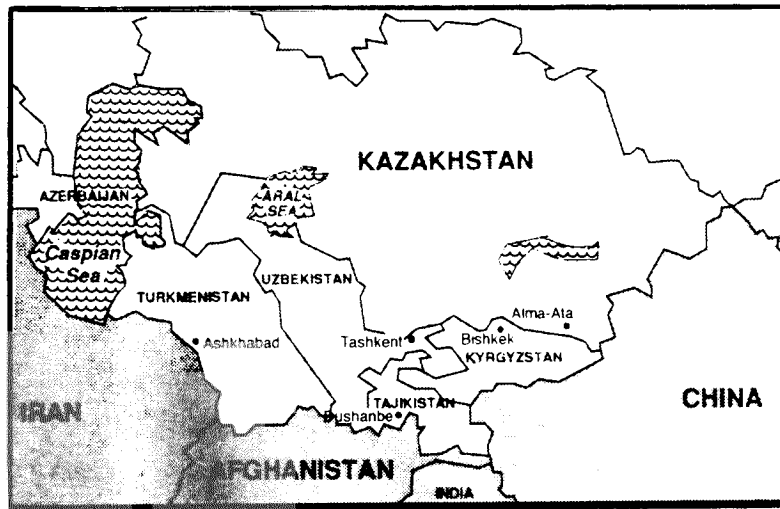 KAZAKHSTAN
AZERBAIJAN
ARAL
SEA
Caspian
Sea
UZBEKISTAN
TURKMENISTAN
Alma-Ata
Ashkhabad
Tashkent
Bishkek
KYRGYZSTAN
TAJIKISTAN
CHINA
IRAN
Dushanbe
AFGHANISTAN
INDIA